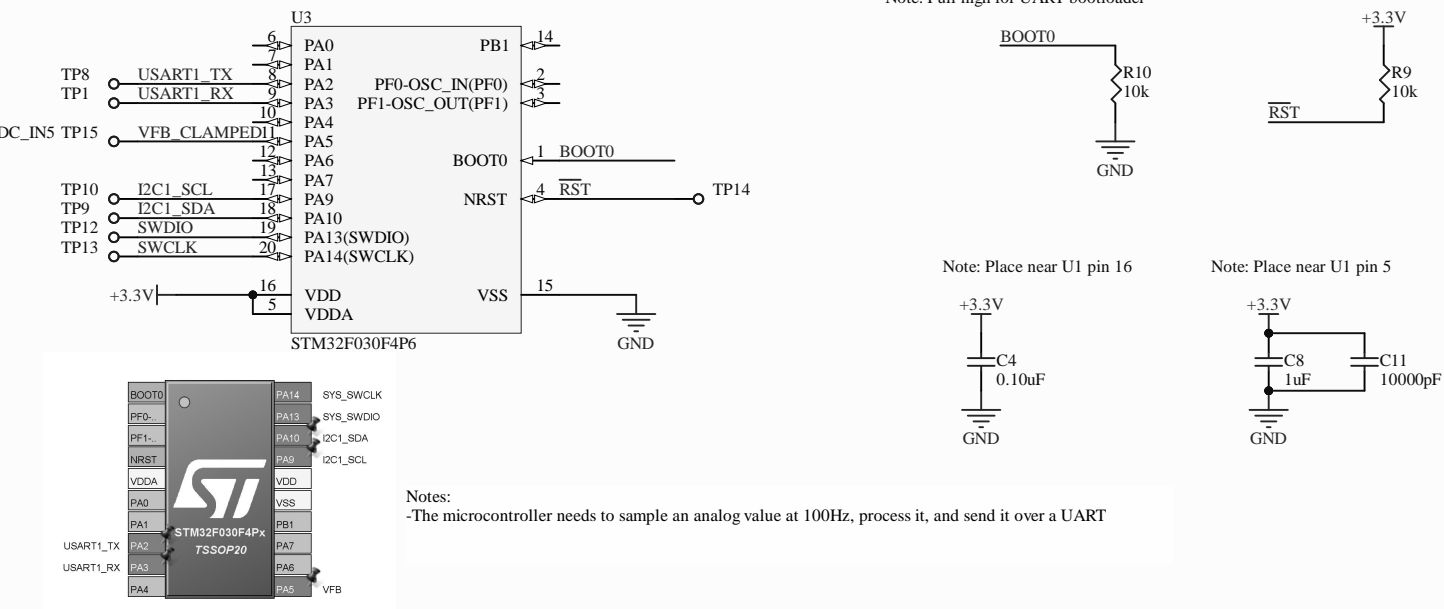 Note: Pull high for UART bootloader
U3
6 PA0 PB1 14
7 PA1
TP8 USART1_TX 8 PA2 PF0-OSC_IN(PF0) 2
TP1 USART1_RX 9 PA3 PF1-OSC_OUT(PF1) 3
10 PA4
DC_IN5 TP15 VFB_CLAMPED 11 PA5
12 PA6 BOOT0 1 BOOT0
13 PA7
TP10 I2C1_SCL 17 PA9 NRST 4 RST TP14
TP9 I2C1_SDA 18 PA10
TP12 SWDIO 19 PA13(SWDIO)
TP13 SWCLK 20 PA14(SWCLK)
+3.3V 16 VDD VSS 15
5 VDDA
STM32F030F4P6 GND
BOOT0
R10
10k
GND
+3.3V
R9
10k
RST
Note: Place near U1 pin 16
+3.3V
C4
0.10uF
GND
Note: Place near U1 pin 5
+3.3V
C8
1uF
C11
10000pF
GND
BOOT0 PA14 SYS_SWCLK
PF0-.. PA13 SYS_SWDIO
PF1-.. PA10 I2C1_SDA
NRST PA9 I2C1_SCL
VDDA VDD
PA0 VSS
PA1 PB1
USART1_TX PA2 PA7
USART1_RX PA3 PA6
PA4 PA5 VFB
ST
STM32F030F4Px
TSSOP20
Notes:
-The microcontroller needs to sample an analog value at 100Hz, process it, and send it over a UART